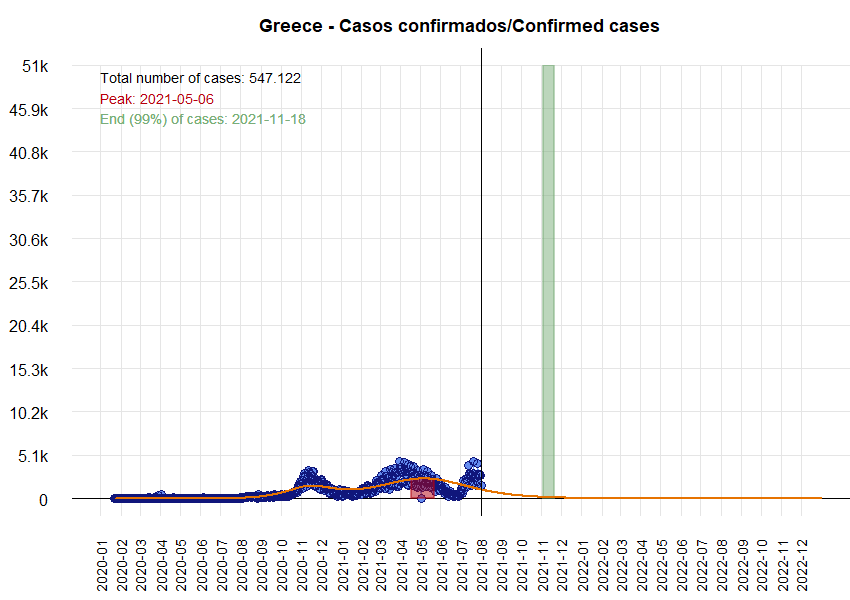 Greece - Casos confirmados/Confirmed cases
51k
45.9k
40.8k
35.7k
30.6k
25.5k
20.4k
15.3k
10.2k
5.1k
0
Total number of cases: 547.122
Peak: 2021-05-06
End (99%) of cases: 2021-11-18
2020-01
2020-02
2020-03
2020-04
2020-05
2020-06
2020-07
2020-08
2020-09
2020-10
2020-11
2020-12
2021-01
2021-02
2021-03
2021-04
2021-05
2021-06
2021-07
2021-08
2021-09
2021-10
2021-11
2021-12
2022-01
2022-02
2022-03
2022-04
2022-05
2022-06
2022-07
2022-08
2022-09
2022-10
2022-11
2022-12